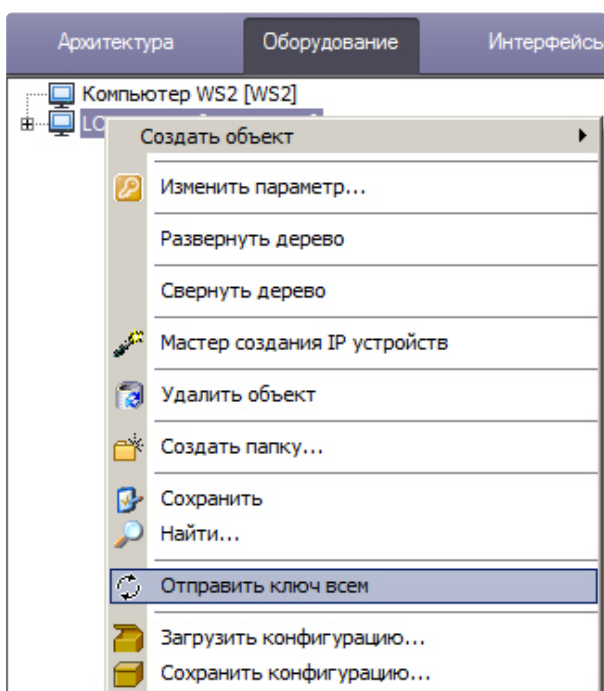 Архитектура Оборудование
Компьютер WS2 [WS2]
Создать объект
Изменить параметр...
Развернуть дерево
Свернуть дерево
Мастер создания IP устройств
Удалить объект
Создать папку...
Сохранить
Найти...
Отправить ключ всем
Загрузить конфигурацию...
Сохранить конфигурацию...